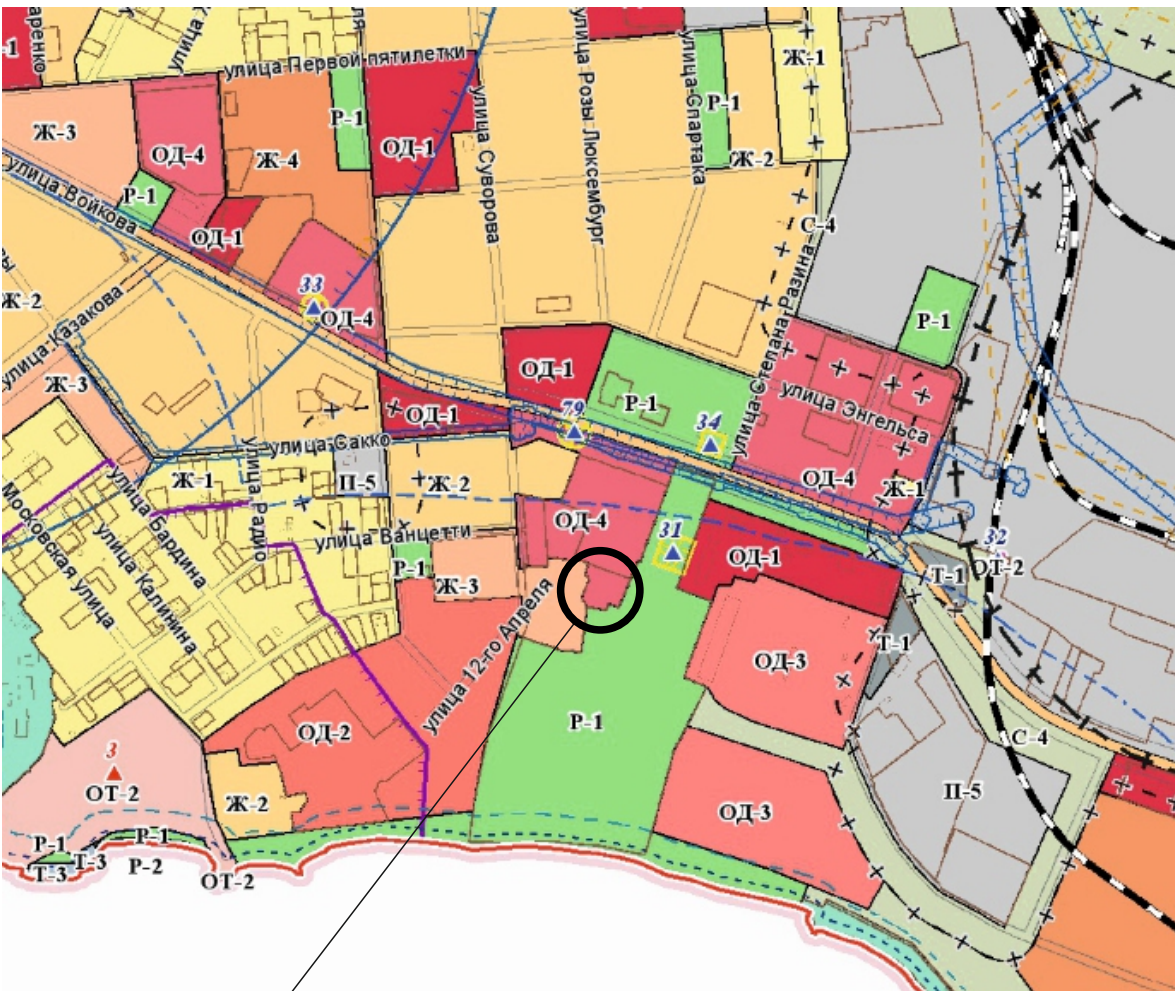 аренко
улица
-1
улица Первой пятилетки
Ж-1
Ж-3
ОД-4
Ж-4
Р-1
ОД-1
улица Суворова
улица Розы Люксембург
улица Спартака
Р-1
Ж-2
улица Войкова
Р-1
ОД-1
С-4
Ж-2
33
ОД-4
улица Казакова
улица Степана Разина
Р-1
Ж-3
ОД-1
ОД-1
79
Р-1
34
улица Энгельса
улица Сакко
ОД-4
Ж-1
Ж-1
улица Радио
П-5
Ж-2
Московская улица
улица Бардина
улица Калинина
улица Ванцетти
ОД-4
31
ОД-1
32
ОТ-2
Т-1
Р-1
Ж-3
улица 12-го Апреля
Т-1
ОД-3
Р-1
ОД-2
С-4
3
ОТ-2
Ж-2
ОД-3
П-5
Р-1
Р-1
Т-3
Т-3
Р-2
ОТ-2